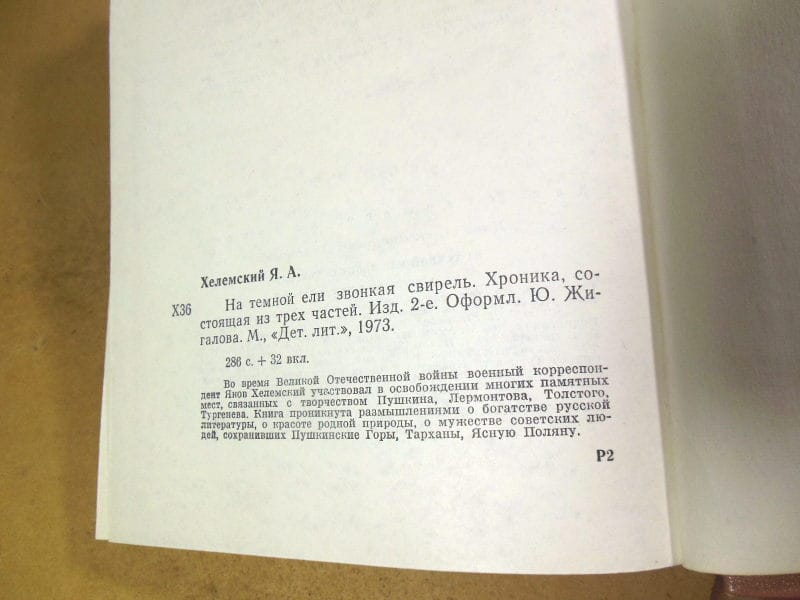 Хелемский Я. А.
Х36 На темной ели звонкая свирель. Хроника, со-
стоящая из трех частей. Изд. 2-е. Оформл. Ю. Жи-
галова. М., «Дет. лит.», 1973.
286 с. + 32 вкл.
Во время Великой Отечественной войны военный корреспон-
дент Яков Хелемский участвовал в освобождении многих памятных
мест, связанных с творчеством Пушкина, Лермонтова, Толстого,
Тургенева. Книга проникнута размышлениями о богатстве русской
литературы, о красоте родной природы, о мужестве советских лю-
дей, сохранивших Пушкинские Горы, Тарханы, Ясную Поляну.
Р2